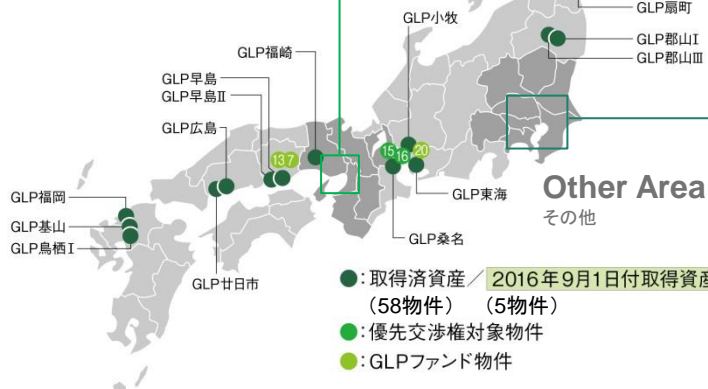 GLP扇町
GLP小牧
GLP郡山I
GLP郡山III
GLP福崎
GLP早島
GLP早島II
GLP広島
13 7
15
16
20
GLP東海
Other Area
その他
GLP福岡
GLP基山
GLP鳥栖I
GLP桑名
GLP廿日市
●:取得済資産/2016年9月1日付取得資産
(58物件) (5物件)
●:優先交渉権対象物件
●:GLPファンド物件